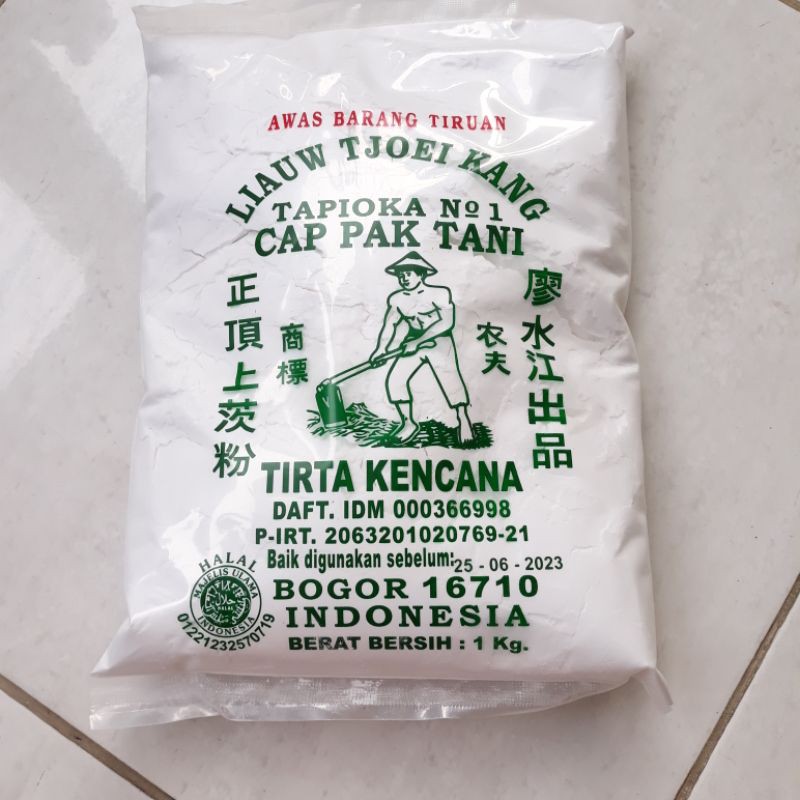 AWAS BARANG TIRUAN
LIAUW TJOEI KANG
TAPIOKA Nº 1
CAP PAK TANI
正頂上茨粉
商標
农夫
廖水江出品
TIRTA KENCANA
DAFT. IDM 000366998
P-IRT. 2063201020769-21
Baik digunakan sebelum: 25 - 06 - 2023
HALAL
MAJELIS ULAMA
حلال
HALAL
INDONESIA
01221232570719
BOGOR 16710
INDONESIA
BERAT BERSIH : 1 Kg.